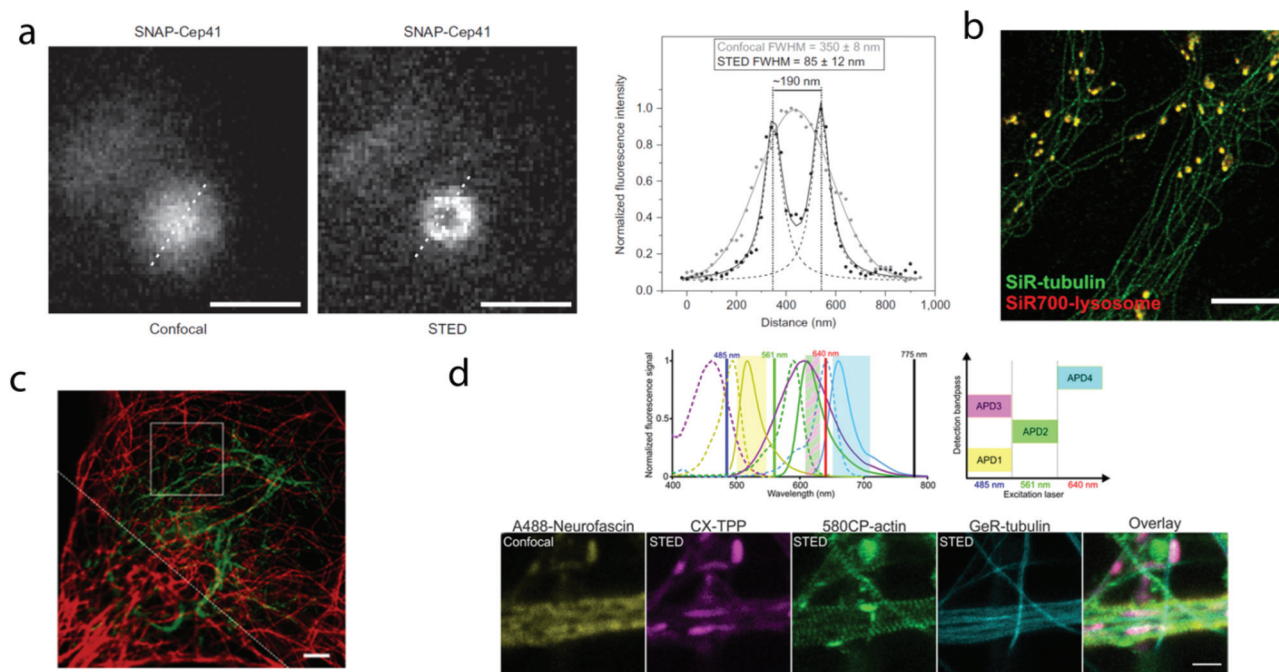 a
SNAP-Cep41
SNAP-Cep41
Confocal
STED
Confocal FWHM = 350 ± 8 nm
STED FWHM = 85 ± 12 nm
~190 nm
Normalized fluorescence intensity
1.0
0.8
0.6
0.4
0.2
0.0
0 200 400 600 800 1,000
Distance (nm)
b
SiR-tubulin
SiR700-lysosome
c
d
485 nm 561 nm 640 nm 775 nm
Normalized fluorescence signal
1
0.5
0
400 500 600 700 800
Wavelength (nm)
Detection bandpass
APD4
APD3
APD2
APD1
485 nm 561 nm 640 nm
Excitation laser
A488-Neurofascin CX-TPP 580CP-actin GeR-tubulin Overlay
Confocal STED STED STED